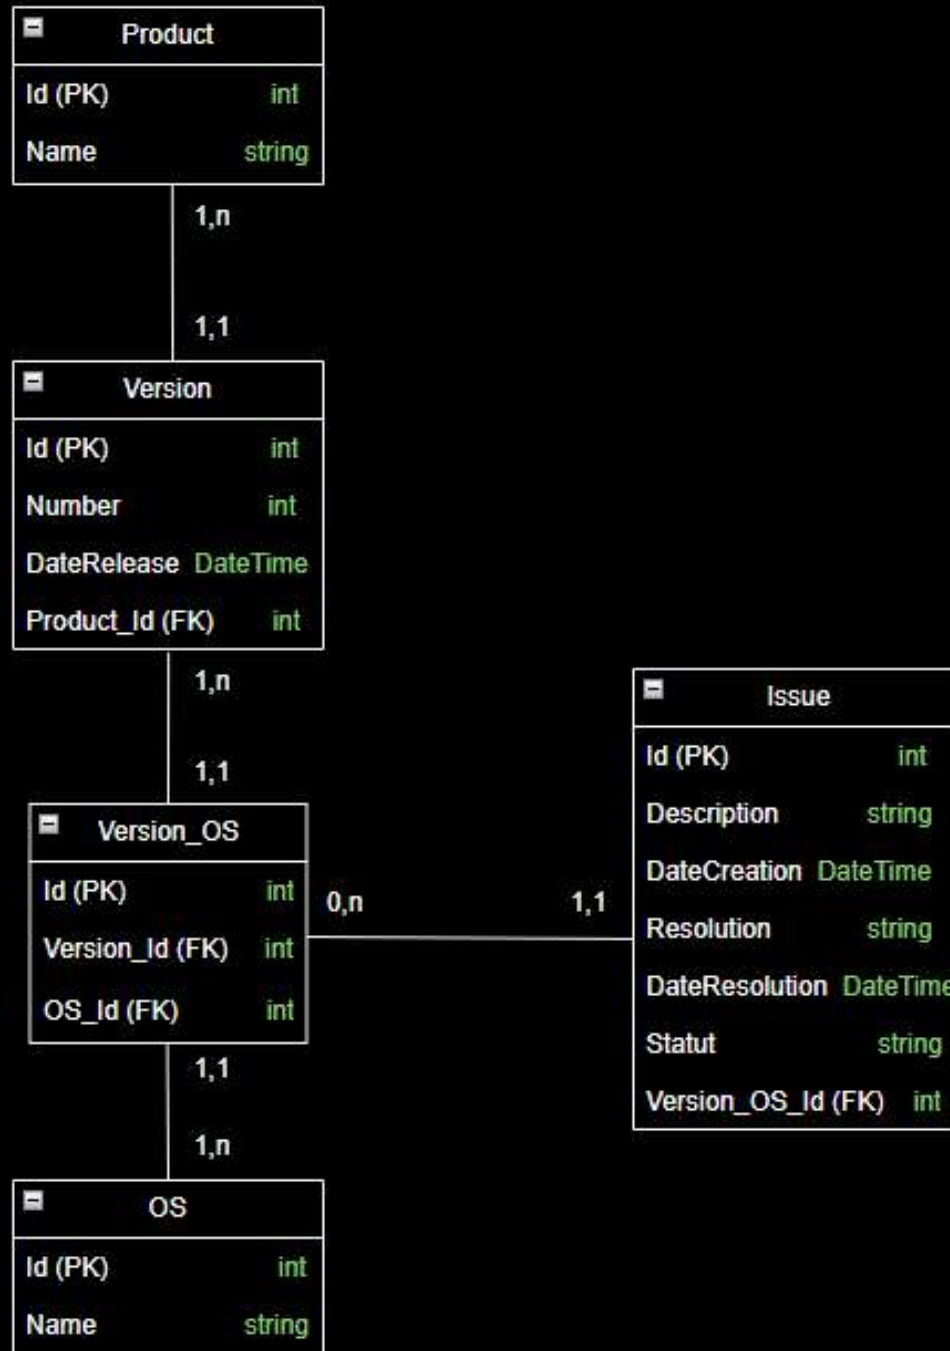 Product
Id (PK) int
Name string
1,n
1,1
Version
Id (PK) int
Number int
DateRelease DateTime
Product_Id (FK) int
1,n
1,1
Version_OS
Id (PK) int
Version_Id (FK) int
OS_Id (FK) int
0,n 1,1
Issue
Id (PK) int
Description string
DateCreation DateTime
Resolution string
DateResolution DateTime
Statut string
Version_OS_Id (FK) int
1,1
1,n
OS
Id (PK) int
Name string